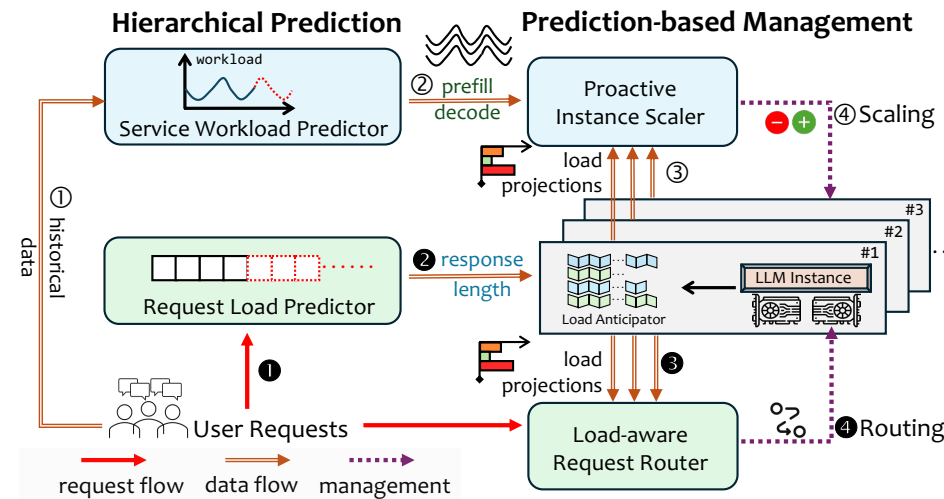 Hierarchical Prediction
Prediction-based Management
workload
Service Workload Predictor
② prefill
decode
Proactive
Instance Scaler
④ Scaling
load
projections
③
① historical
data
#3
#2
#1
Request Load Predictor
❷ response
length
Load Anticipator
LLM Instance
❶
load
projections
❸
User Requests
Load-aware
Request Router
❹ Routing
request flow
data flow
management